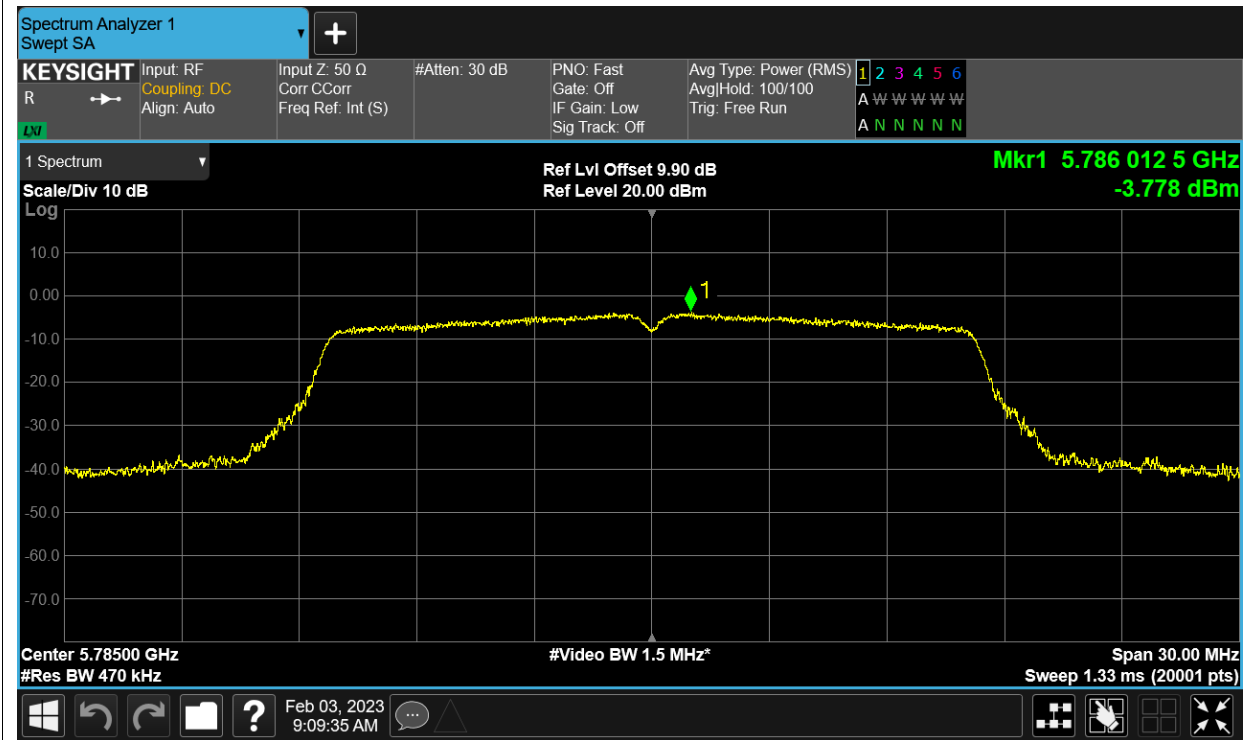 Spectrum Analyzer 1
Swept SA
KEYSIGHT
R
LXI
Input: RF
Coupling: DC
Align: Auto
Input Z: 50 Ω
Corr CCorr
Freq Ref: Int (S)
#Atten: 30 dB
PNO: Fast
Gate: Off
IF Gain: Low
Sig Track: Off
Avg Type: Power (RMS)
Avg|Hold: 100/100
Trig: Free Run
1 2 3 4 5 6
A W W W W W
A N N N N N
1 Spectrum
Scale/Div 10 dB
Log
Ref Lvl Offset 9.90 dB
Ref Level 20.00 dBm
Mkr1 5.786 012 5 GHz
-3.778 dBm
10.0
0.00
-10.0
-20.0
-30.0
-40.0
-50.0
-60.0
-70.0
1
Center 5.78500 GHz
#Res BW 470 kHz
#Video BW 1.5 MHz*
Span 30.00 MHz
Sweep 1.33 ms (20001 pts)
?
Feb 03, 2023
9:09:35 AM